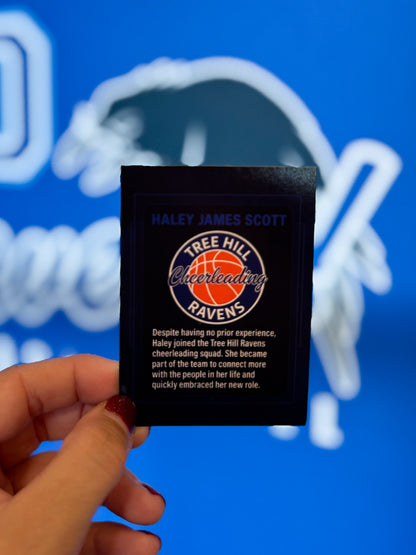 HALEY JAMES SCOTT
TREE HILL
Cheerleading
RAVENS
Despite having no prior experience,
Haley joined the Tree Hill Ravens
cheerleading squad. She became
part of the team to connect more
with the people in her life and
quickly embraced her new role.